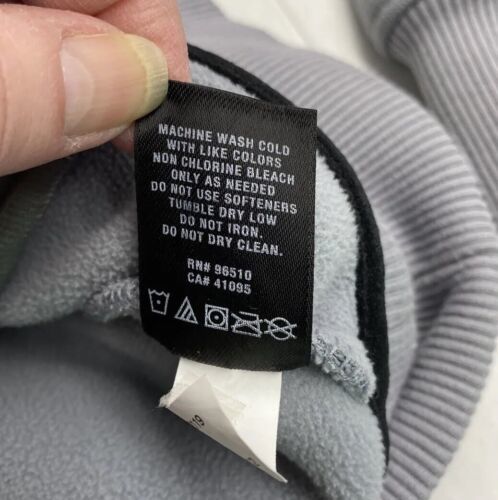 MACHINE WASH COLD
WITH LIKE COLORS
NON CHLORINE BLEACH
ONLY AS NEEDED
DO NOT USE SOFTENERS
TUMBLE DRY LOW
DO NOT IRON.
DO NOT DRY CLEAN.
RN# 96510
CA# 41095